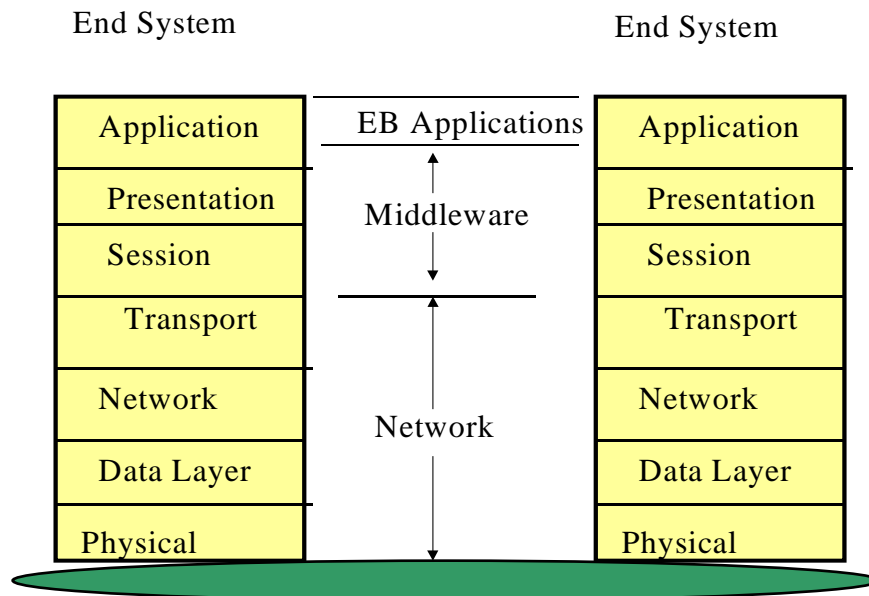 End System
End System
Application
Presentation
Session
Transport
Network
Data Layer
Physical
EB Applications
Middleware
Network
Application
Presentation
Session
Transport
Network
Data Layer
Physical